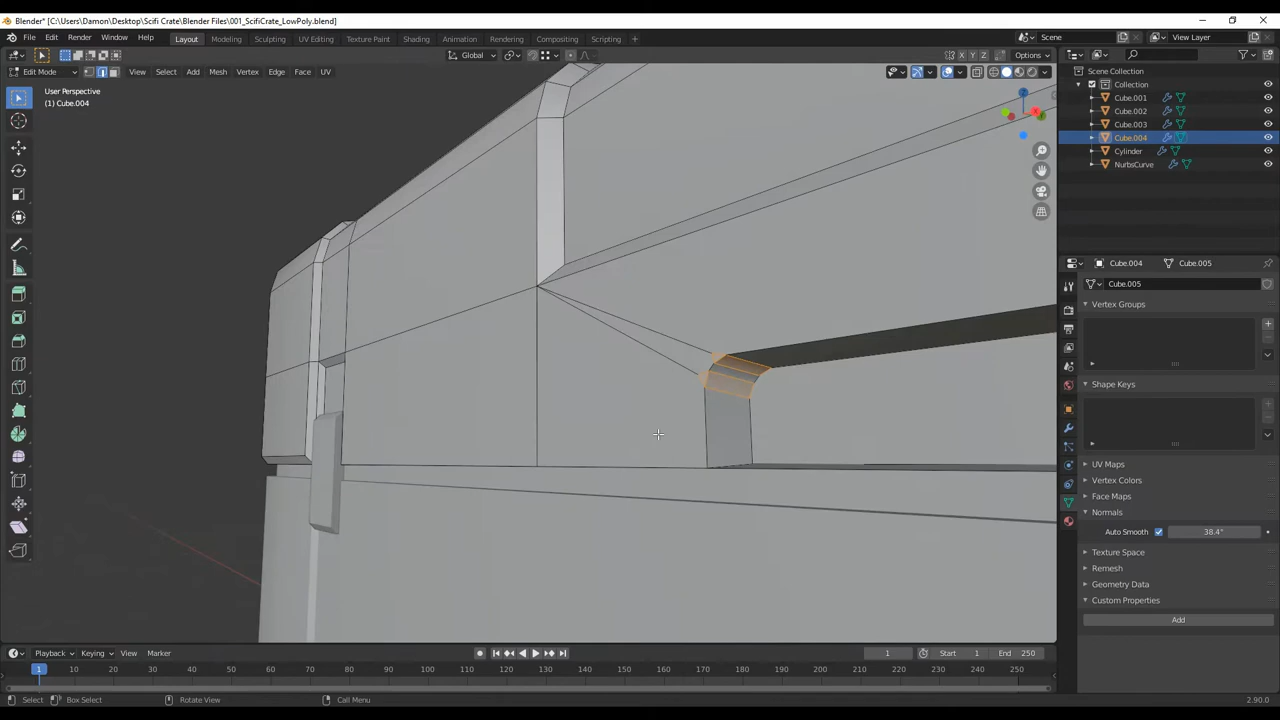 Blender* [C:\Users\Damon\Desktop\Scifi Crate\Blender Files\001_ScifiCrate_LowPoly.blend]
File Edit Render Window Help Layout Modeling Sculpting UV Editing Texture Paint Shading Animation Rendering Compositing Scripting + Scene View Layer
Global X Y Z Options
Edit Mode View Select Add Mesh Vertex Edge Face UV
User Perspective
(1) Cube.004
Z
Scene Collection
Collection
Cube.001
Cube.002
Cube.003
Cube.004
Cylinder
NurbsCurve
Cube.004 Cube.005
Cube.005
Vertex Groups
Shape Keys
UV Maps
Vertex Colors
Face Maps
Normals
Auto Smooth 38.4°
Texture Space
Remesh
Geometry Data
Custom Properties
Add
Playback Keying View Marker 1 Start 1 End 250
1 10 20 30 40 50 60 70 80 90 100 110 120 130 140 150 160 170 180 190 200 210 220 230 240 250
Select Box Select Rotate View Call Menu 2.90.0